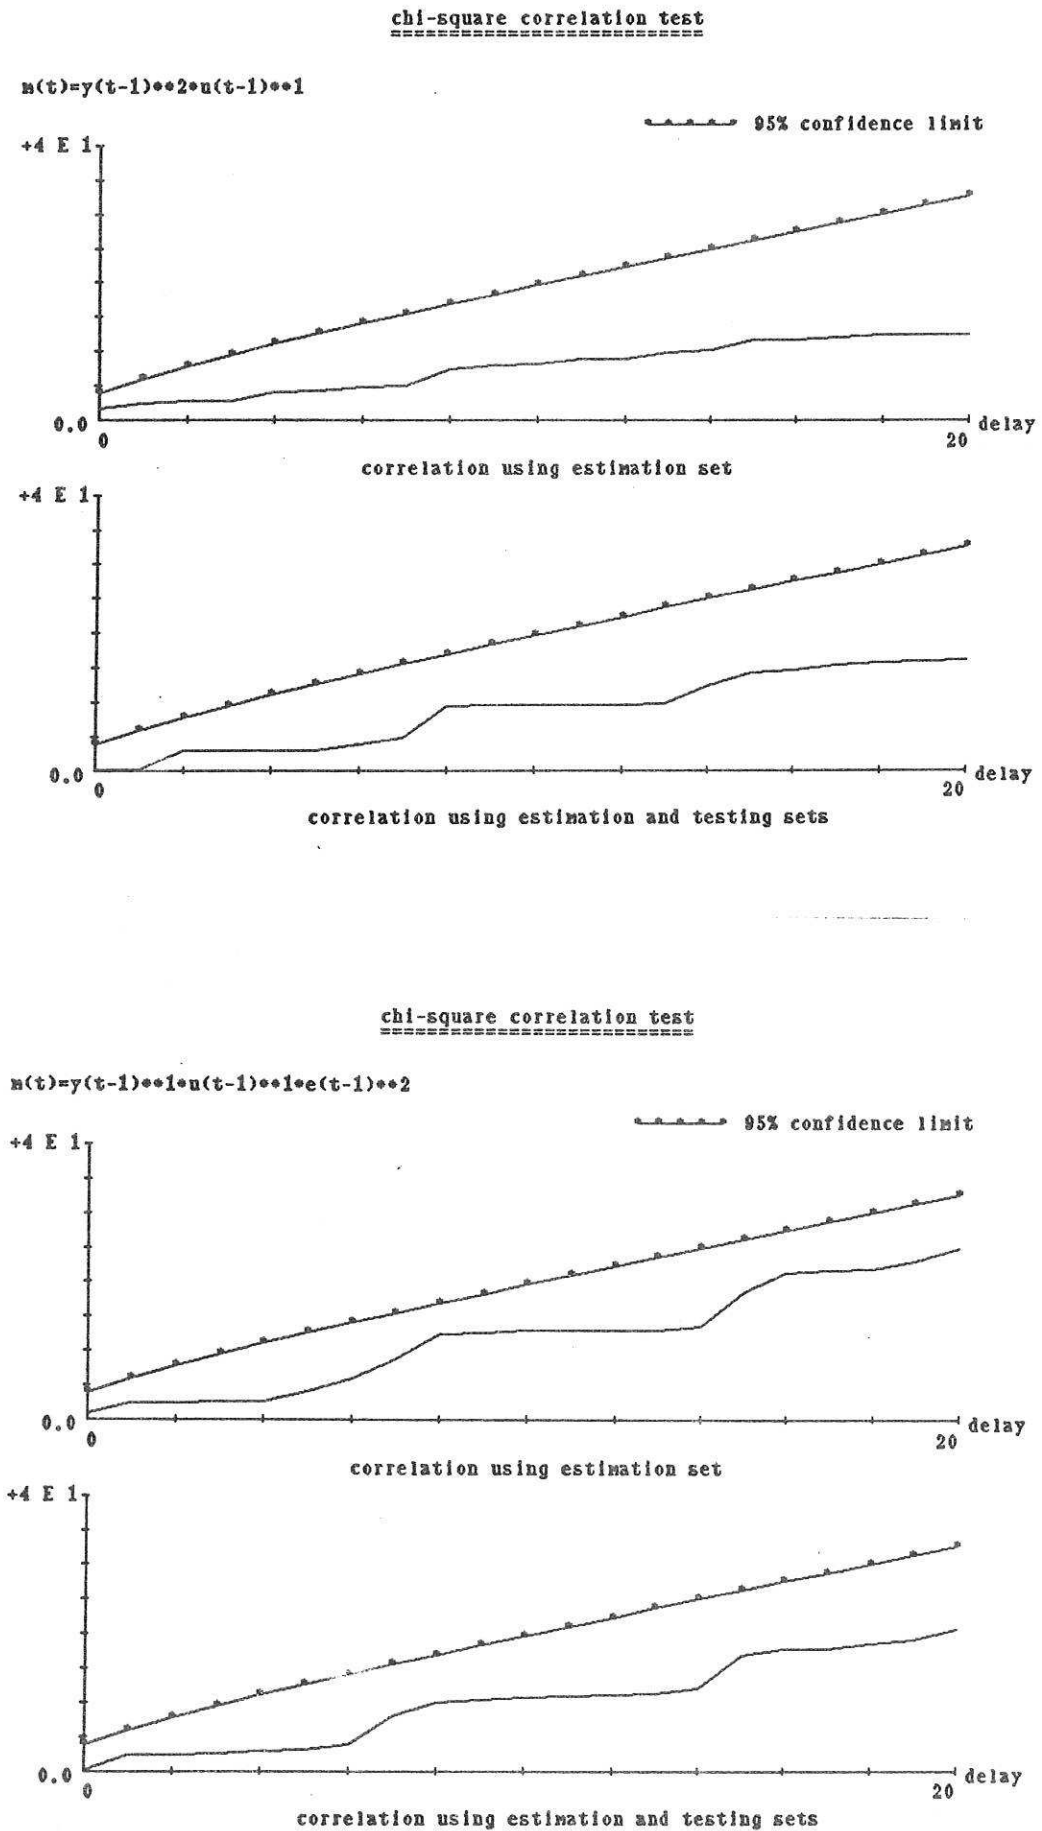 chi-square correlation test
m(t)=y(t-1)**2*u(t-1)**1
95% confidence limit
+4 E 1
0.0
0
20
delay
correlation using estimation set
+4 E 1
0.0
0
20
delay
correlation using estimation and testing sets
chi-square correlation test
m(t)=y(t-1)**1*u(t-1)**1*e(t-1)**2
95% confidence limit
+4 E 1
0.0
0
20
delay
correlation using estimation set
+4 E 1
0.0
0
20
delay
correlation using estimation and testing sets